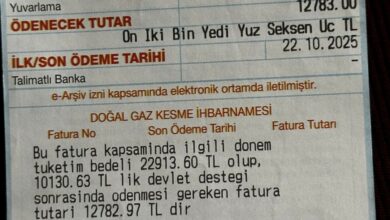 Yuvarlama
12783.00
ÖDENECEK TUTAR
On Iki Bin Yedi Yuz Seksen Uc TL
İLK/SON ÖDEME TARİHİ
22.10.2025
Talimatlı Banka
–
e-Arşiv izni kapsamında elektronik ortamda iletilmiştir.
DOĞAL GAZ KESME İHBARNAMESİ
Fatura No Son Ödeme Tarihi Fatura Tutarı
Bu fatura kapsaminda ilgili donem
tuketim bedeli 22913.60 TL olup,
10130.63 TL lik devlet destegi
sonrasinda odenmesi gereken fatura
tutari 12782.97 TL dir